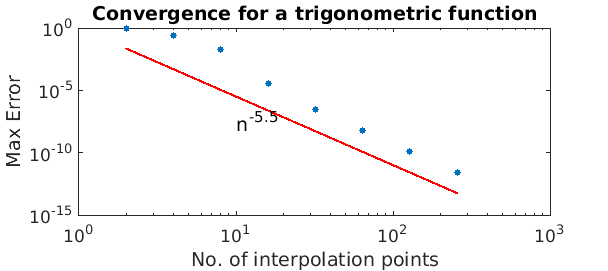 Convergence for a trigonometric function
10^0
10^-5
10^-10
10^-15
Max Error
n^-5.5
10^0 10^1 10^2 10^3
No. of interpolation points